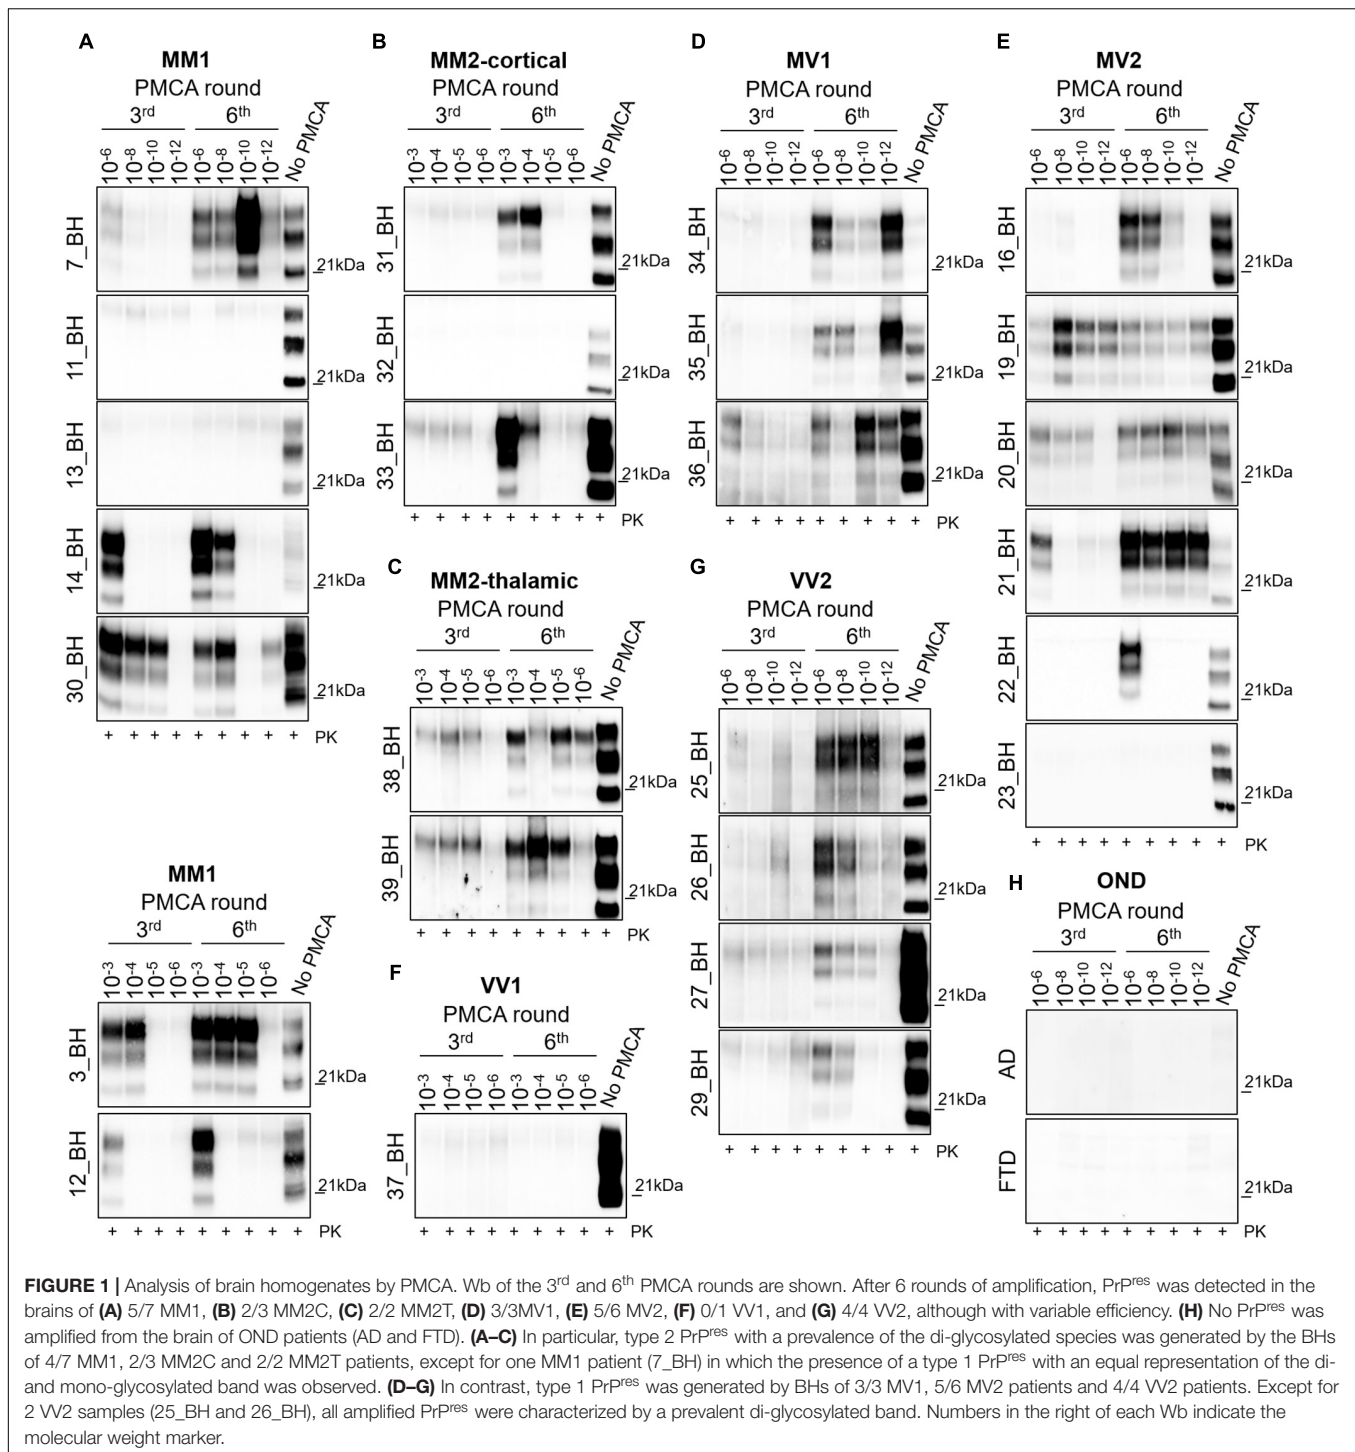 A
MM1
PMCA round
3rd 6th
10-6 10-8 10-10 10-12 10-6 10-8 10-10 10-12 No PMCA
7_BH 21kDa
11_BH 21kDa
13_BH 21kDa
14_BH 21kDa
30_BH 21kDa
+ + + + + + + + + PK
MM1
PMCA round
3rd 6th
10-3 10-4 10-5 10-6 10-3 10-4 10-5 10-6 No PMCA
3_BH 21kDa
12_BH 21kDa
+ + + + + + + + + PK
B
MM2-cortical
PMCA round
3rd 6th
10-3 10-4 10-5 10-6 10-3 10-4 10-5 10-6 No PMCA
31_BH 21kDa
32_BH 21kDa
33_BH 21kDa
+ + + + + + + + + PK
C
MM2-thalamic
PMCA round
3rd 6th
10-3 10-4 10-5 10-6 10-3 10-4 10-5 10-6 No PMCA
38_BH 21kDa
39_BH 21kDa
+ + + + + + + + + PK
F
VV1
PMCA round
3rd 6th
10-3 10-4 10-5 10-6 10-3 10-4 10-5 10-6 No PMCA
37_BH 21kDa
+ + + + + + + + + PK
D
MV1
PMCA round
3rd 6th
10-6 10-8 10-10 10-12 10-6 10-8 10-10 10-12 No PMCA
34_BH 21kDa
35_BH 21kDa
36_BH 21kDa
+ + + + + + + + + PK
G
VV2
PMCA round
3rd 6th
10-6 10-8 10-10 10-12 10-6 10-8 10-10 10-12 No PMCA
25_BH 21kDa
26_BH 21kDa
27_BH 21kDa
29_BH 21kDa
+ + + + + + + + + PK
E
MV2
PMCA round
3rd 6th
10-6 10-8 10-10 10-12 10-6 10-8 10-10 10-12 No PMCA
16_BH 21kDa
19_BH 21kDa
20_BH 21kDa
21_BH 21kDa
22_BH 21kDa
23_BH 21kDa
+ + + + + + + + + PK
H
OND
PMCA round
3rd 6th
10-6 10-8 10-10 10-12 10-6 10-8 10-10 10-12 No PMCA
AD 21kDa
FTD 21kDa
+ + + + + + + + + PK
FIGURE 1 | Analysis of brain homogenates by PMCA. Wb of the 3rd and 6th PMCA rounds are shown. After 6 rounds of amplification, PrPres was detected in the
brains of (A) 5/7 MM1, (B) 2/3 MM2C, (C) 2/2 MM2T, (D) 3/3MV1, (E) 5/6 MV2, (F) 0/1 VV1, and (G) 4/4 VV2, although with variable efficiency. (H) No PrPres was
amplified from the brain of OND patients (AD and FTD). (A–C) In particular, type 2 PrPres with a prevalence of the di-glycosylated species was generated by the BHs
of 4/7 MM1, 2/3 MM2C and 2/2 MM2T patients, except for one MM1 patient (7_BH) in which the presence of a type 1 PrPres with an equal representation of the di-
and mono-glycosylated band was observed. (D–G) In contrast, type 1 PrPres was generated by BHs of 3/3 MV1, 5/6 MV2 patients and 4/4 VV2 patients. Except for
2 VV2 samples (25_BH and 26_BH), all amplified PrPres were characterized by a prevalent di-glycosylated band. Numbers in the right of each Wb indicate the
molecular weight marker.